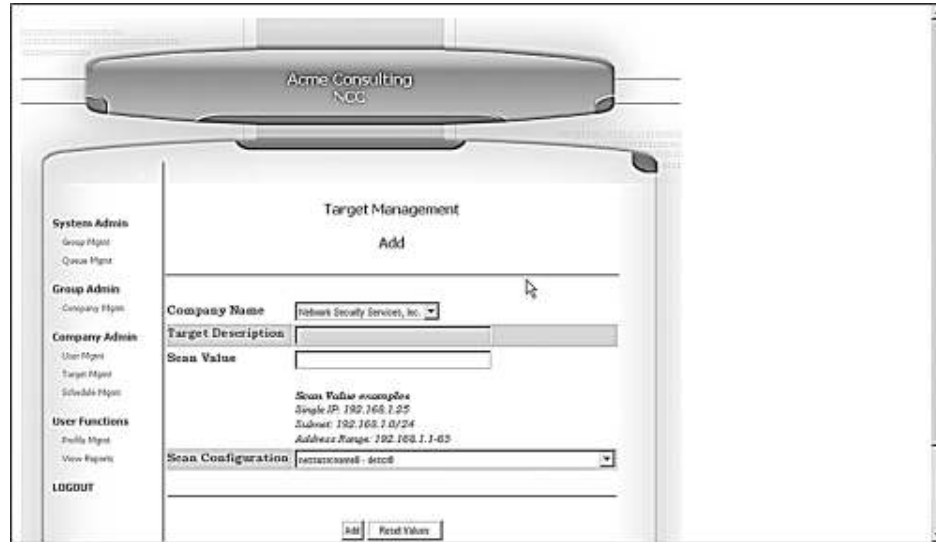 Acme Consulting
NCC
Target Management
Add
System Admin
Group Mgmt
Queue Mgmt
Group Admin
Company Mgmt
Company Admin
User Mgmt
Target Mgmt
Schedule Mgmt
User Functions
Profile Mgmt
View Reports
LOGOUT
Company Name
Network Security Services, Inc.
Target Description
Scan Value
Scan Value examples
Single IP: 192.168.1.25
Subnet: 192.168.1.0/24
Address Range: 192.168.1.1-65
Scan Configuration
Add
Reset Values